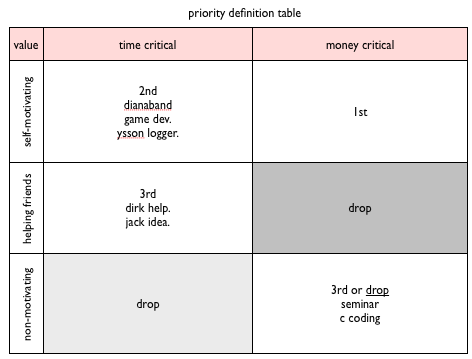 priority definition table
value
time critical
money critical
self-motivating
2nd
dianaband
game dev.
ysson logger.
1st
helping friends
3rd
dirk help.
jack idea.
drop
non-motivating
drop
3rd or drop
seminar
c coding